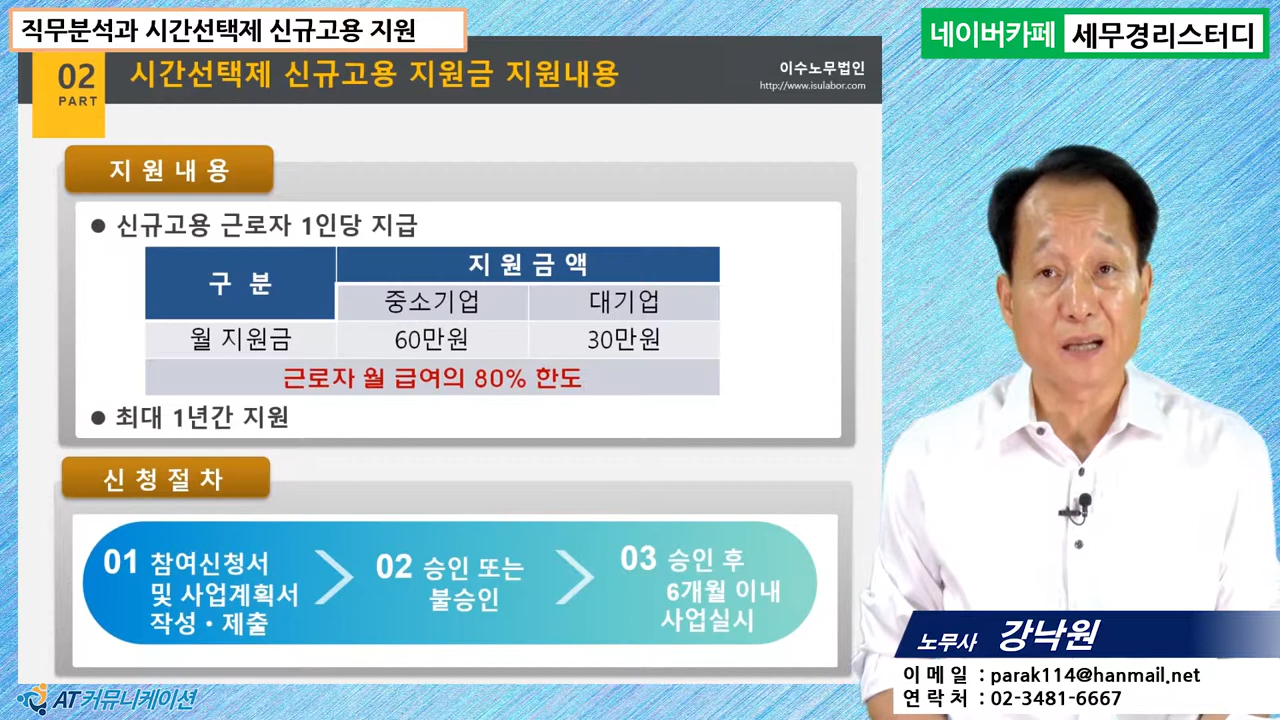 직무분석과 시간선택제 신규고용 지원
네이버카페 세무경리스터디
02
PART
시간선택제 신규고용 지원금 지원내용
이수노무법인
http://www.isulabor.com
지 원 내 용
● 신규고용 근로자 1인당 지급
구 분
지 원 금 액
중소기업 대기업
월 지원금 60만원 30만원
근로자 월 급여의 80% 한도
● 최대 1년간 지원
신 청 절 차
01 참여신청서
및 사업계획서
작성·제출
02 승인 또는
불승인
03 승인 후
6개월 이내
사업실시
노무사 강낙원
이 메 일 : parak114@hanmail.net
연 락 처 : 02-3481-6667
AT커뮤니케이션